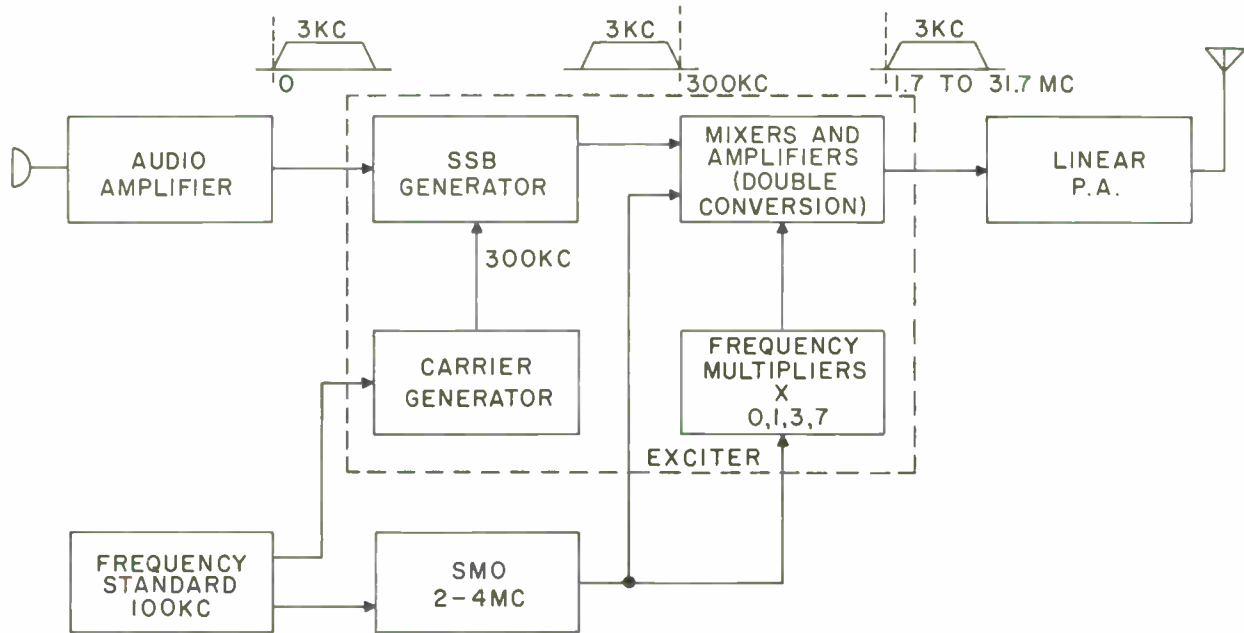 3KC
0
3KC
300KC
3KC
1.7 TO 31.7 MC
AUDIO
AMPLIFIER
SSB
GENERATOR
MIXERS AND
AMPLIFIERS
(DOUBLE
CONVERSION)
LINEAR
P.A.
300KC
CARRIER
GENERATOR
FREQUENCY
MULTIPLIERS
X
0,1,3,7
EXCITER
FREQUENCY
STANDARD
100KC
SMO
2-4MC